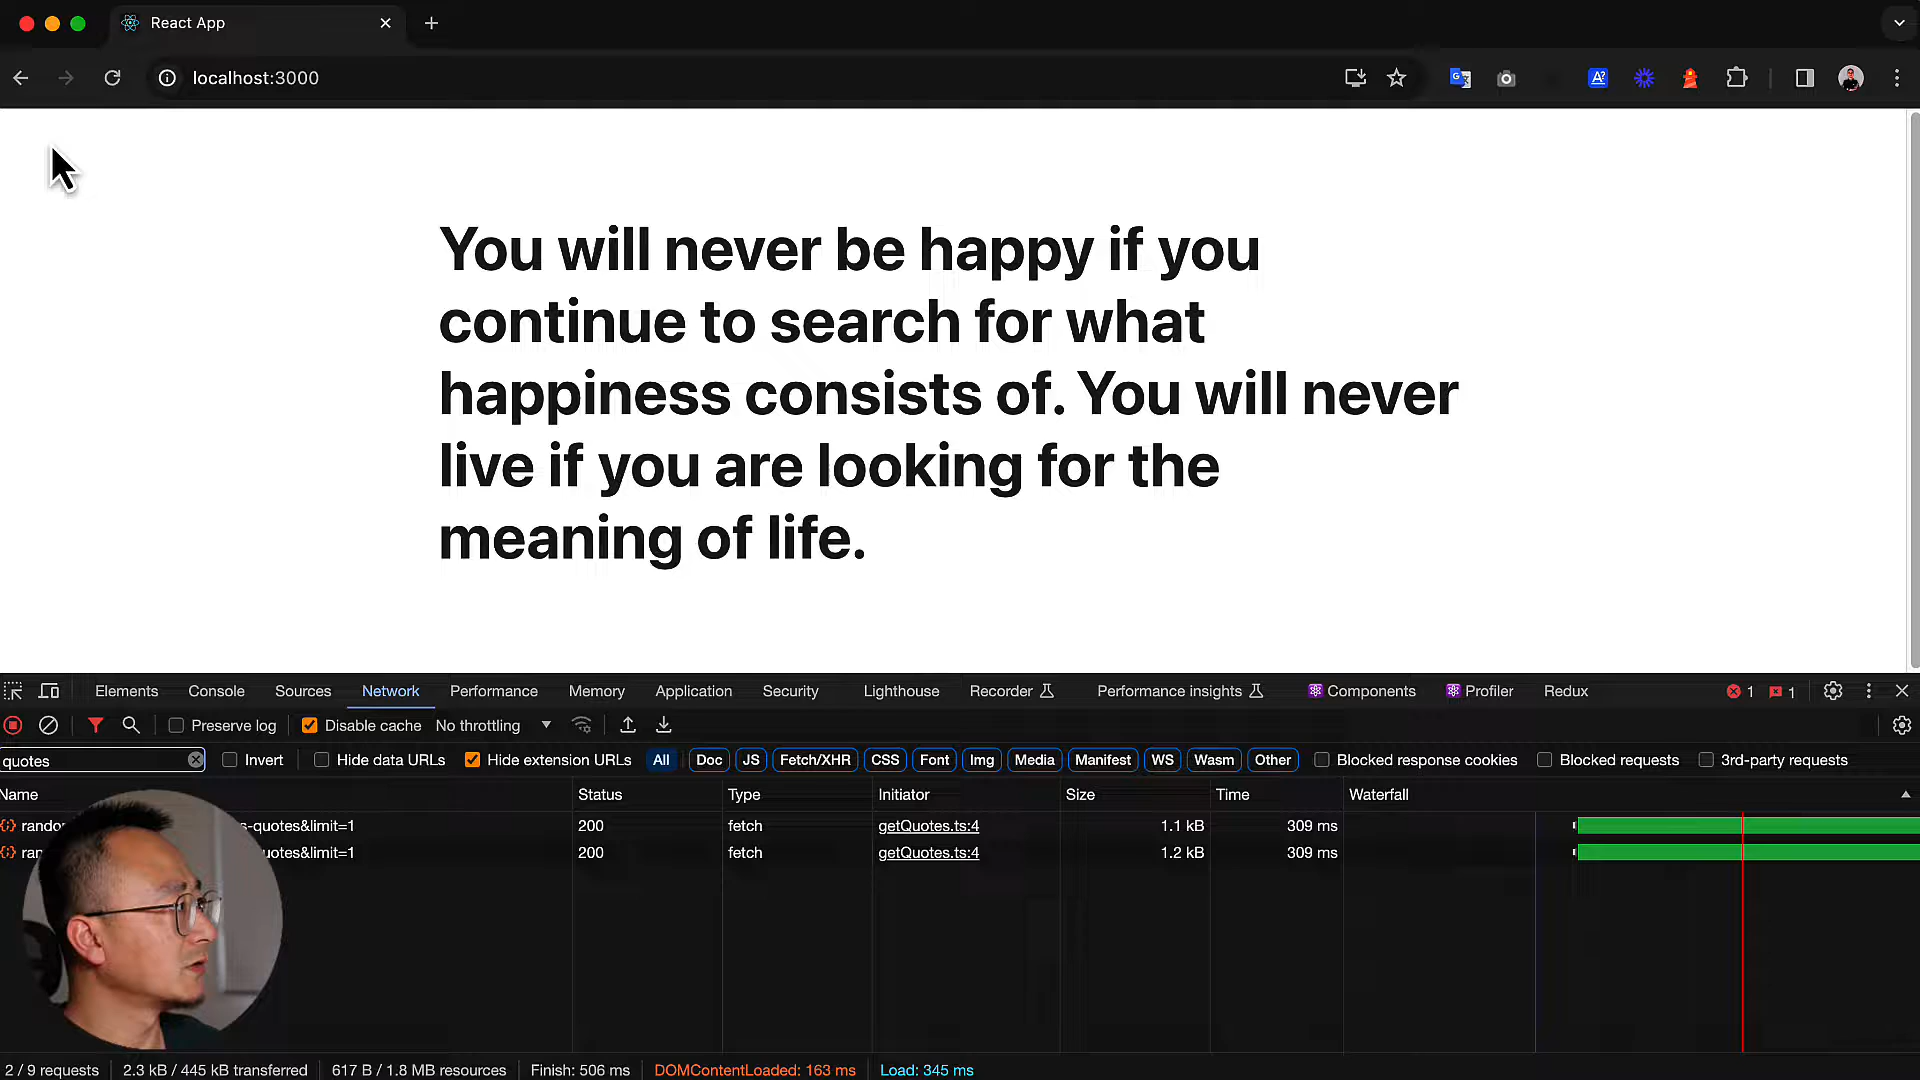 React App
localhost:3000
You will never be happy if you
continue to search for what
happiness consists of. You will never
live if you are looking for the
meaning of life.
Elements Console Sources Network Performance Memory Application Security Lighthouse Recorder Performance insights Components Profiler Redux 1 1
Preserve log Disable cache No throttling
quotes Invert Hide data URLs Hide extension URLs All Doc JS Fetch/XHR CSS Font Img Media Manifest WS Wasm Other Blocked response cookies Blocked requests 3rd-party requests
Name Status Type Initiator Size Time Waterfall
s-quotes&limit=1 200 fetch getQuotes.ts:4 1.1 kB 309 ms
uotes&limit=1 200 fetch getQuotes.ts:4 1.2 kB 309 ms
2 / 9 requests 2.3 kB / 445 kB transferred 617 B / 1.8 MB resources Finish: 506 ms DOMContentLoaded: 163 ms Load: 345 ms